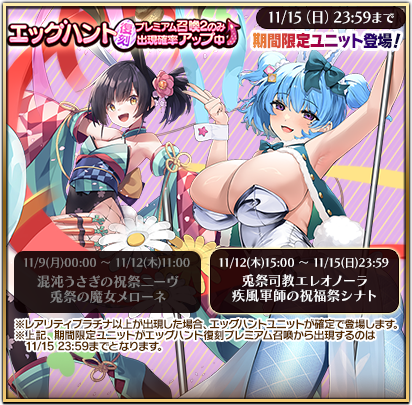 エッグハント復刻プレミアム召喚2のみ
出現確率アップ中♪
11/15 (日) 23:59まで
期間限定ユニット登場!
11/9(月)00:00 ～ 11/12(木)11:00
混沌うさぎの祝祭ニーヴ
兎祭の魔女メローネ
11/12(木)15:00 ～ 11/15(日)23:59
兎祭司教エレオノーラ
疾風軍師の祝福祭シナト
※レアリティプラチナ以上が出現した場合、エッグハントユニットが確定で登場します。
※上記、期間限定ユニットがエッグハント復刻プレミアム召喚から出現するのは
11/15 23:59までとなります。